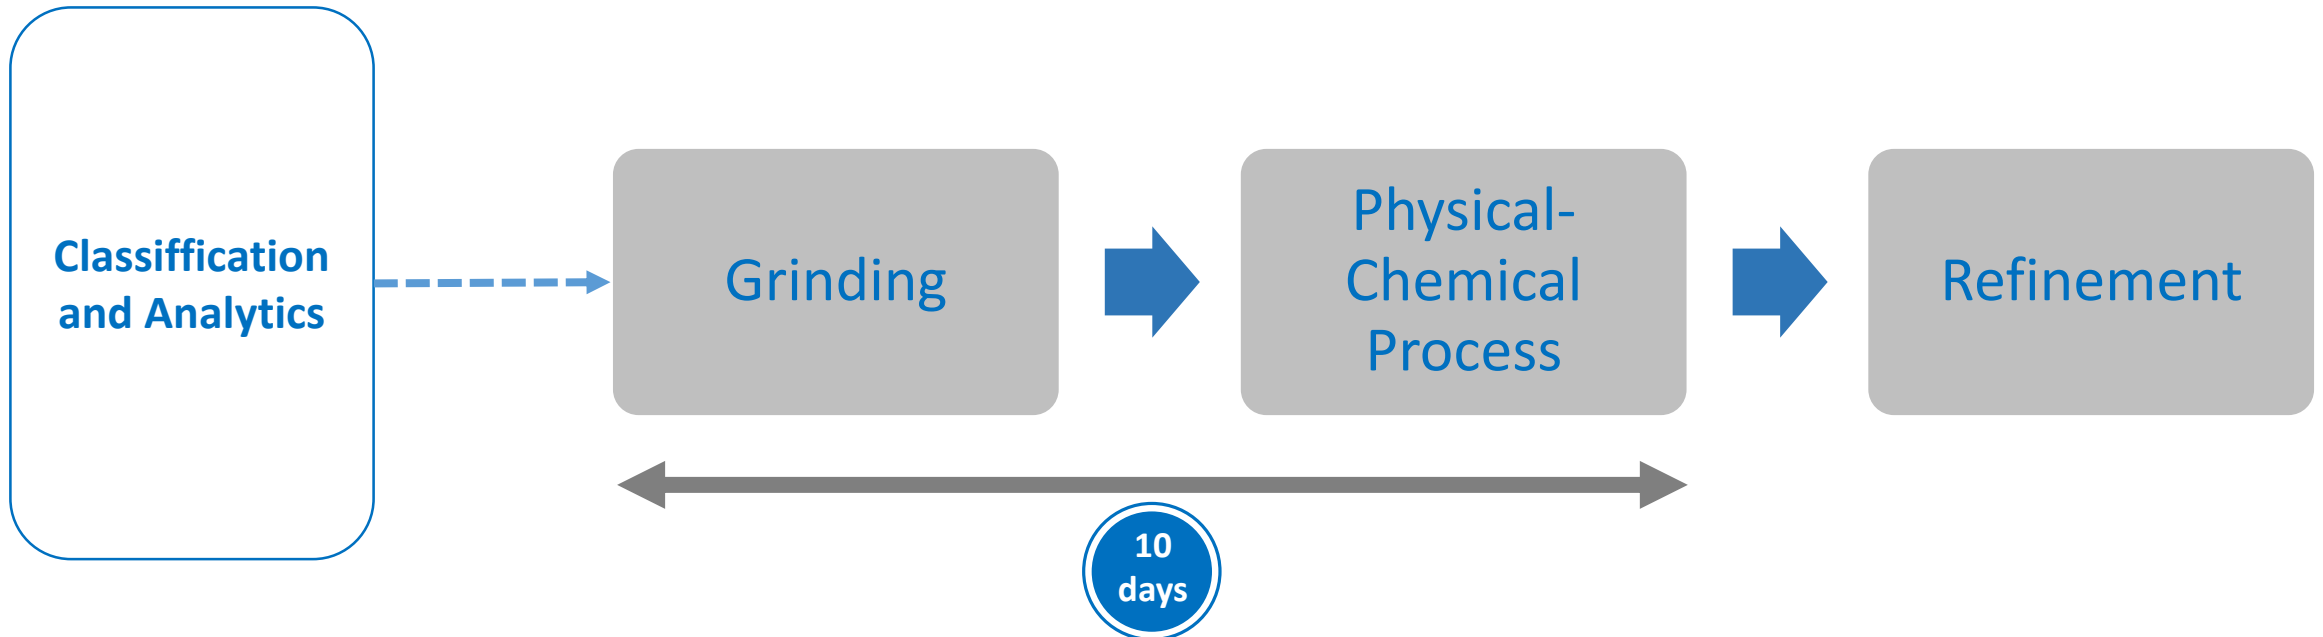 Classiffication
and Analytics
Grinding
Physical-
Chemical
Process
Refinement
10
days